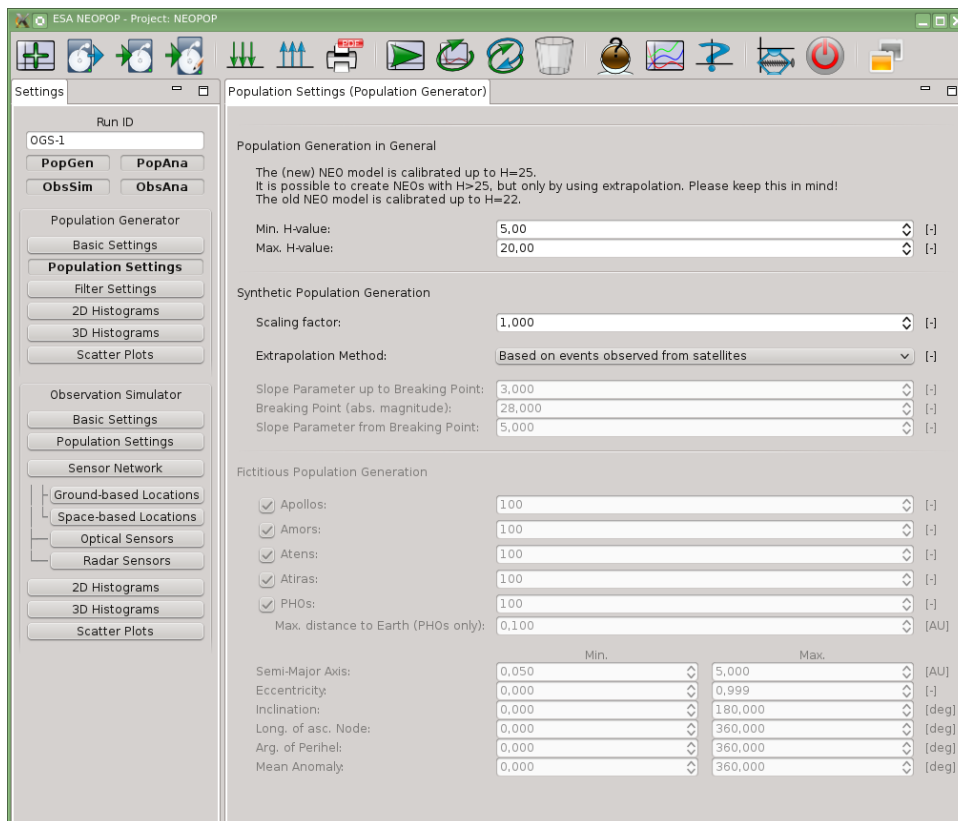 ESA NEOPOP - Project: NEOPOP
PDF
Settings
Run ID
OGS-1
PopGen PopAna
ObsSim ObsAna
Population Generator
Basic Settings
Population Settings
Filter Settings
2D Histograms
3D Histograms
Scatter Plots
Observation Simulator
Basic Settings
Population Settings
Sensor Network
Ground-based Locations
Space-based Locations
Optical Sensors
Radar Sensors
2D Histograms
3D Histograms
Scatter Plots
Population Settings (Population Generator)
Population Generation in General
The (new) NEO model is calibrated up to H=25.
It is possible to create NEOs with H>25, but only by using extrapolation. Please keep this in mind!
The old NEO model is calibrated up to H=22.
Min. H-value: 5,00 [-]
Max. H-value: 20,00 [-]
Synthetic Population Generation
Scaling factor: 1,000 [-]
Extrapolation Method: Based on events observed from satellites [-]
Slope Parameter up to Breaking Point: 3,000 [-]
Breaking Point (abs. magnitude): 28,000 [-]
Slope Parameter from Breaking Point: 5,000 [-]
Fictitious Population Generation
Apollos: 100 [-]
Amors: 100 [-]
Atens: 100 [-]
Atiras: 100 [-]
PHOs: 100 [-]
Max. distance to Earth (PHOs only): 0,100 [AU]
Min. Max.
Semi-Major Axis: 0,050 5,000 [AU]
Eccentricity: 0,000 0,999 [-]
Inclination: 0,000 180,000 [deg]
Long. of asc. Node: 0,000 360,000 [deg]
Arg. of Perihel: 0,000 360,000 [deg]
Mean Anomaly: 0,000 360,000 [deg]